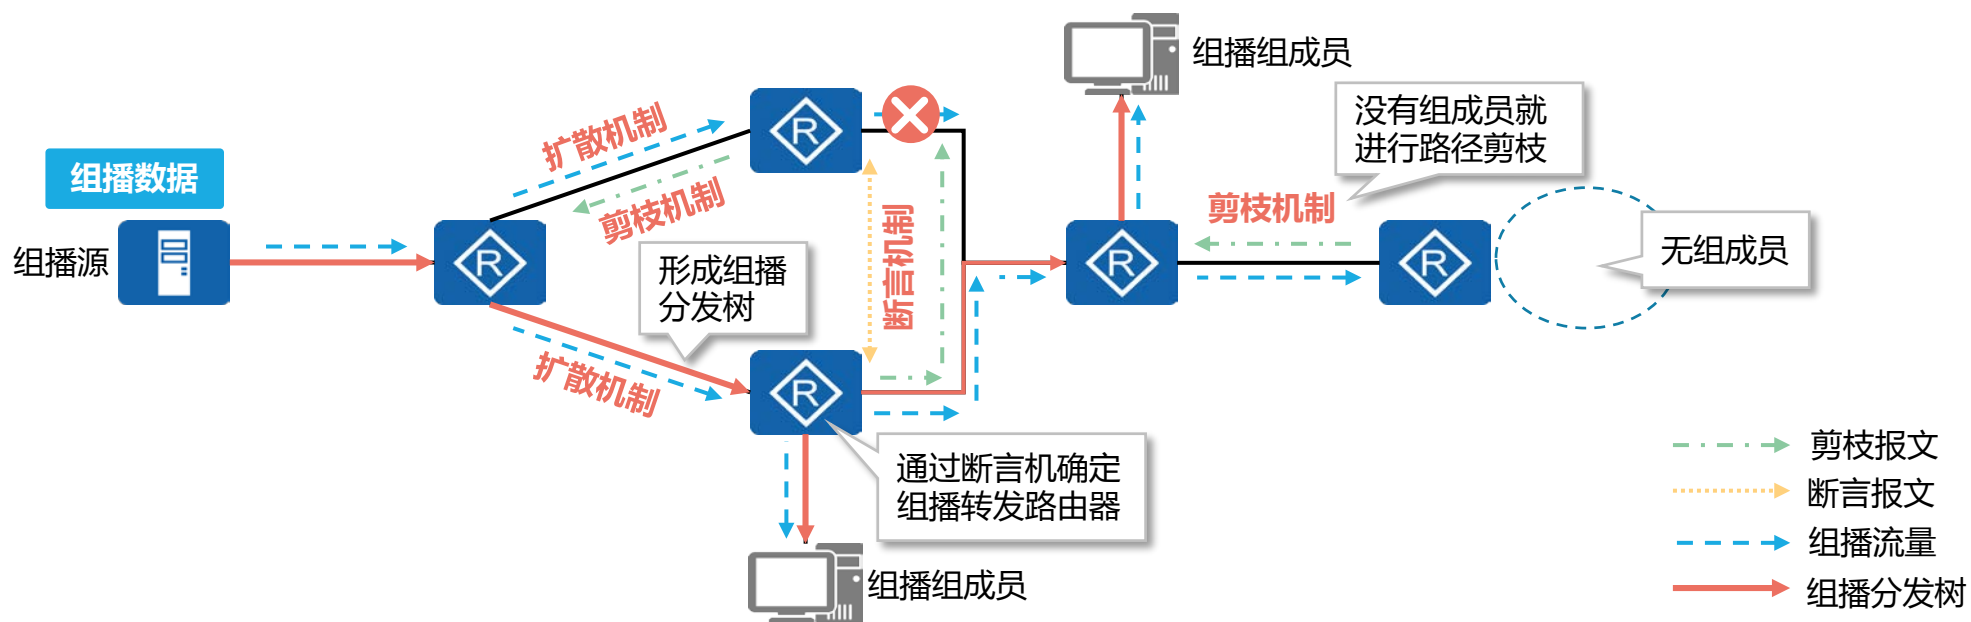 组播组成员
没有组成员就
进行路径剪枝
扩散机制
R
组播数据
剪枝机制
剪枝机制
断言机制
无组成员
组播源
R
形成组播
分发树
R
R
扩散机制
R
通过断言机确定
组播转发路由器
剪枝报文
断言报文
组播流量
组播组成员
组播分发树